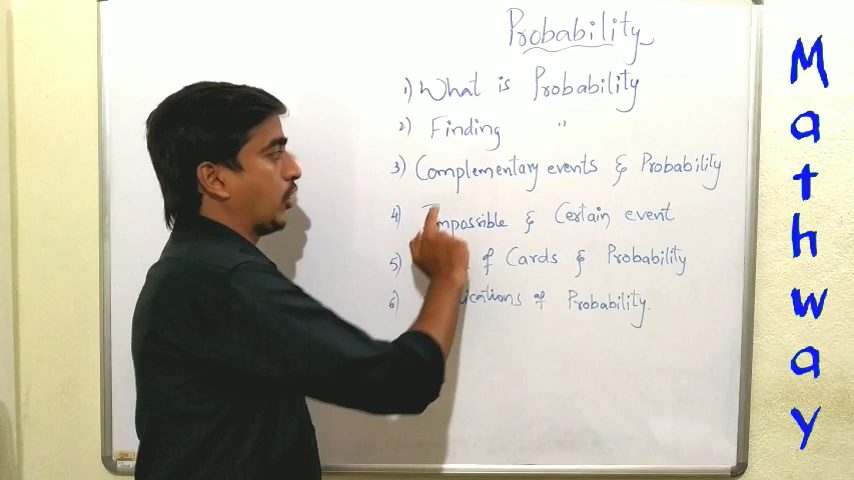 Probability
1) What is Probability
2) Finding "
3) Complementary events & Probability
4) Impossible & Certain event
5) of Cards & Probability
6) of Probability.
Mathway